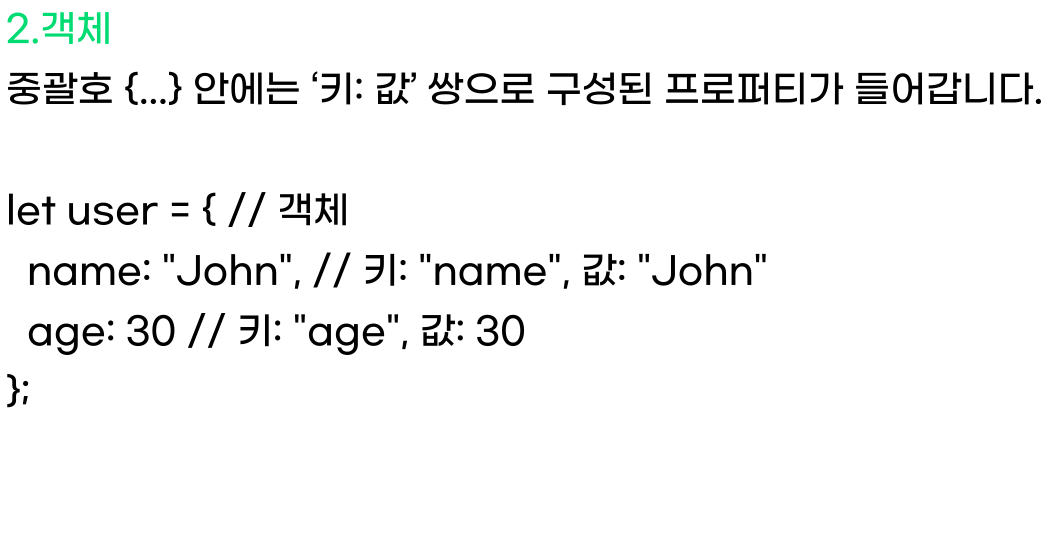 2.객체
중괄호 {...} 안에는 ‘키: 값’ 쌍으로 구성된 프로퍼티가 들어갑니다.
let user = { // 객체
  name: "John", // 키: "name", 값: "John"
  age: 30 // 키: "age", 값: 30
};